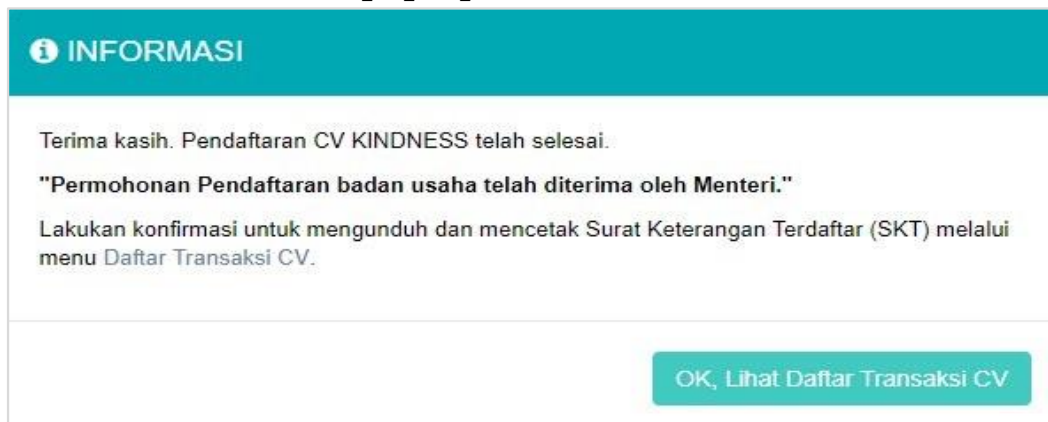 INFORMASI
Terima kasih. Pendaftaran CV KINDNESS telah selesai.
"Permohonan Pendaftaran badan usaha telah diterima oleh Menteri."
Lakukan konfirmasi untuk mengunduh dan mencetak Surat Keterangan Terdaftar (SKT) melalui
menu Daftar Transaksi CV.
OK, Lihat Daftar Transaksi CV